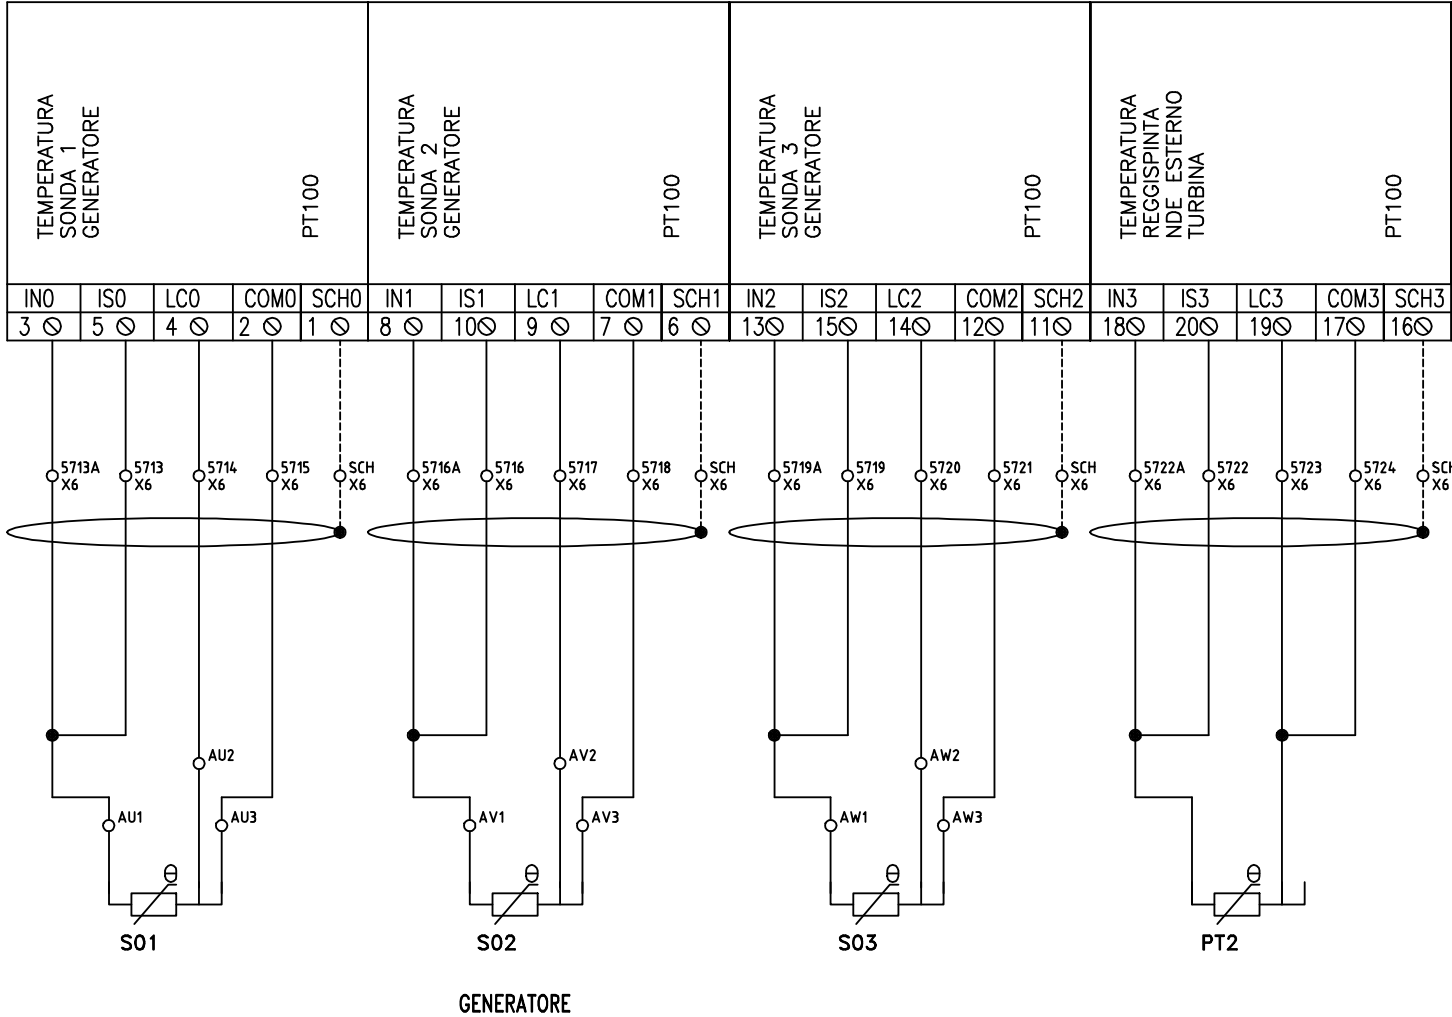 TEMPERATURA
SONDA 1
GENERATORE
PT100
TEMPERATURA
SONDA 2
GENERATORE
PT100
TEMPERATURA
SONDA 3
GENERATORE
PT100
TEMPERATURA
REGGISPINTA
NDE ESTERNO
TURBINA
PT100
IN0 IS0 LC0 COM0 SCH0 IN1 IS1 LC1 COM1 SCH1 IN2 IS2 LC2 COM2 SCH2 IN3 IS3 LC3 COM3 SCH3
3 5 4 2 1 8 10 9 7 6 13 15 14 12 11 18 20 19 17 16
5713A 5713 5714 5715 SCH 5716A 5716 5717 5718 SCH 5719A 5719 5720 5721 SCH 5722A 5722 5723 5724 SCH
X6 X6 X6 X6 X6 X6 X6 X6 X6 X6 X6 X6 X6 X6 X6 X6 X6 X6 X6 X6
AU2 AV2 AW2
AU1 AU3 AV1 AV3 AW1 AW3
θ θ θ θ
S01 S02 S03 PT2
GENERATORE